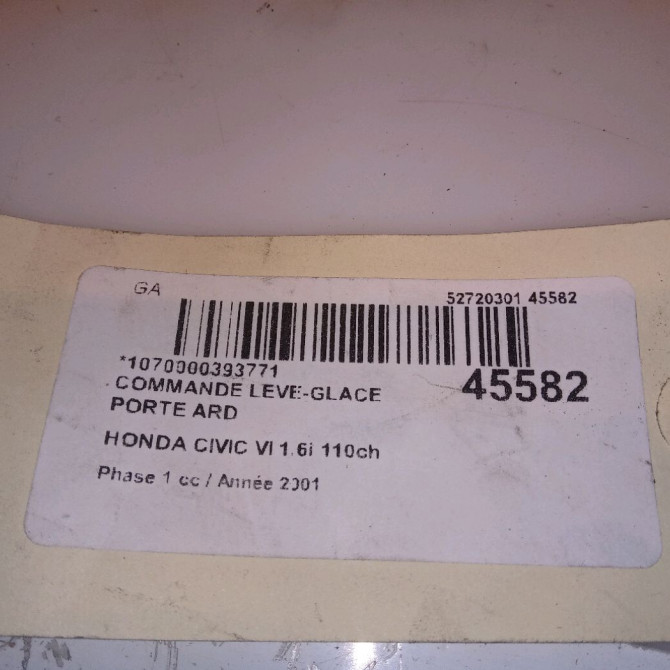 GA
52720301 45582
*1070000393771
COMMANDE LEVE-GLACE
45582
PORTE ARD
HONDA CIVIC VI 1.6i 110ch
Phase 1 cc / Année 2001